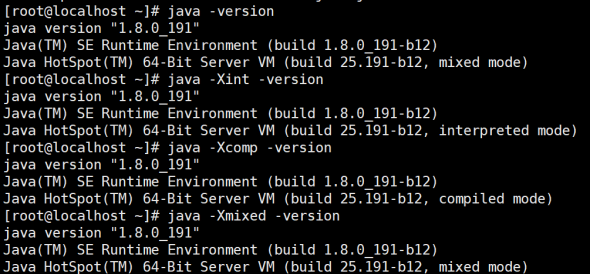 [root@localhost ~]# java -version
java version "1.8.0_191"
Java(TM) SE Runtime Environment (build 1.8.0_191-b12)
Java HotSpot(TM) 64-Bit Server VM (build 25.191-b12, mixed mode)
[root@localhost ~]# java -Xint -version
java version "1.8.0_191"
Java(TM) SE Runtime Environment (build 1.8.0_191-b12)
Java HotSpot(TM) 64-Bit Server VM (build 25.191-b12, interpreted mode)
[root@localhost ~]# java -Xcomp -version
java version "1.8.0_191"
Java(TM) SE Runtime Environment (build 1.8.0_191-b12)
Java HotSpot(TM) 64-Bit Server VM (build 25.191-b12, compiled mode)
[root@localhost ~]# java -Xmixed -version
java version "1.8.0_191"
Java(TM) SE Runtime Environment (build 1.8.0_191-b12)
Java HotSpot(TM) 64-Bit Server VM (build 25.191-b12, mixed mode)